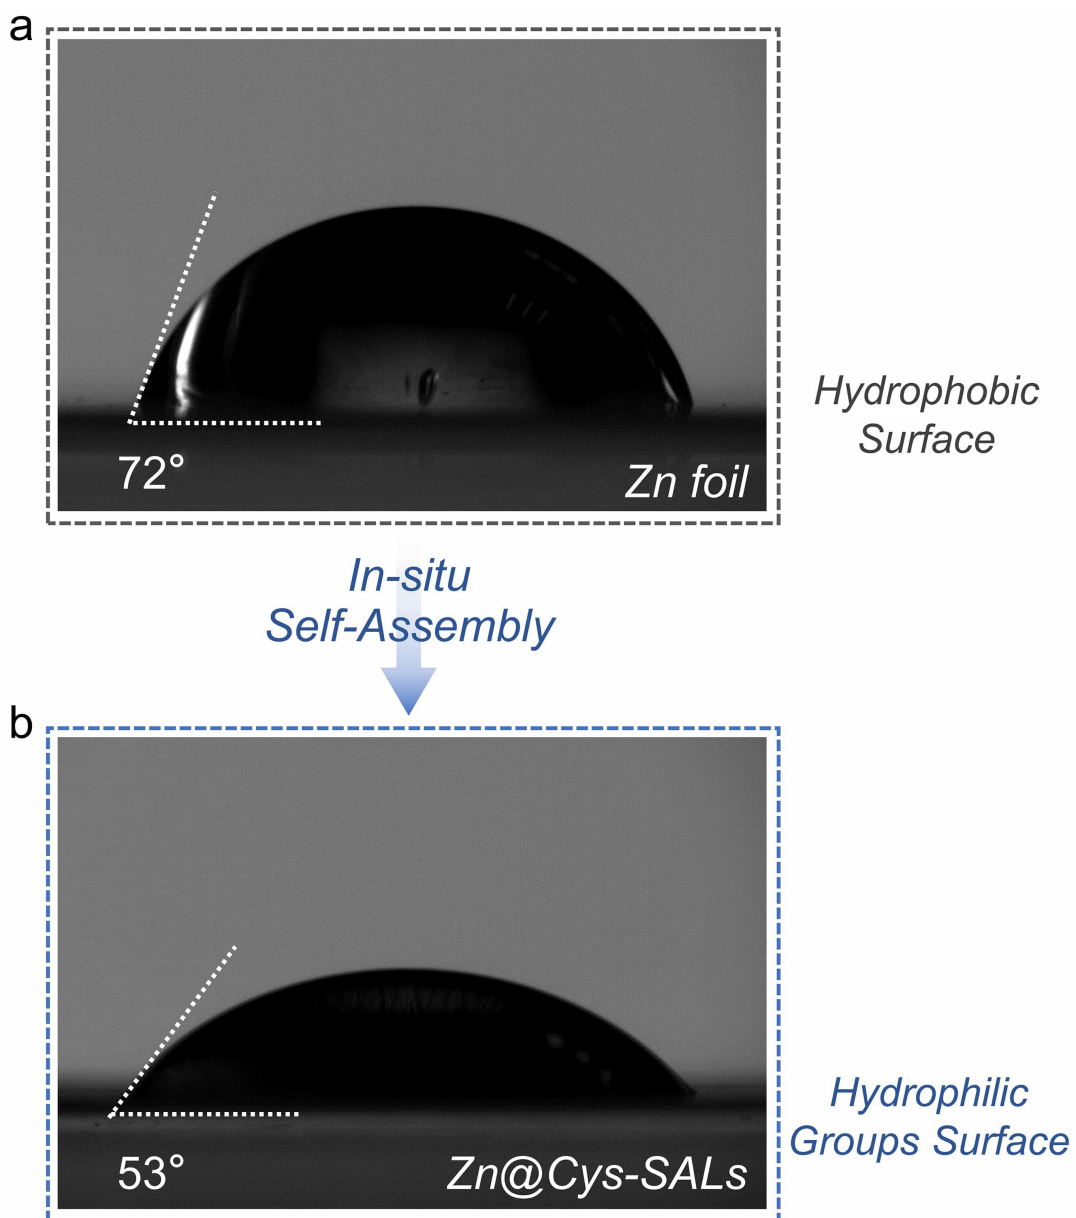 a
Hydrophobic
Surface
72°
Zn foil
In-situ
Self-Assembly
b
Hydrophilic
Groups Surface
53°
Zn@Cys-SALs